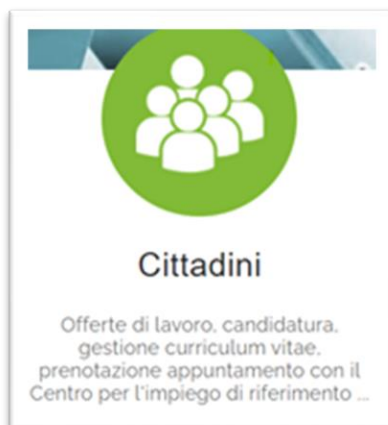 Cittadini
Offerte di lavoro, candidatura,
gestione curriculum vitae,
prenotazione appuntamento con il
Centro per l'impiego di riferimento ...